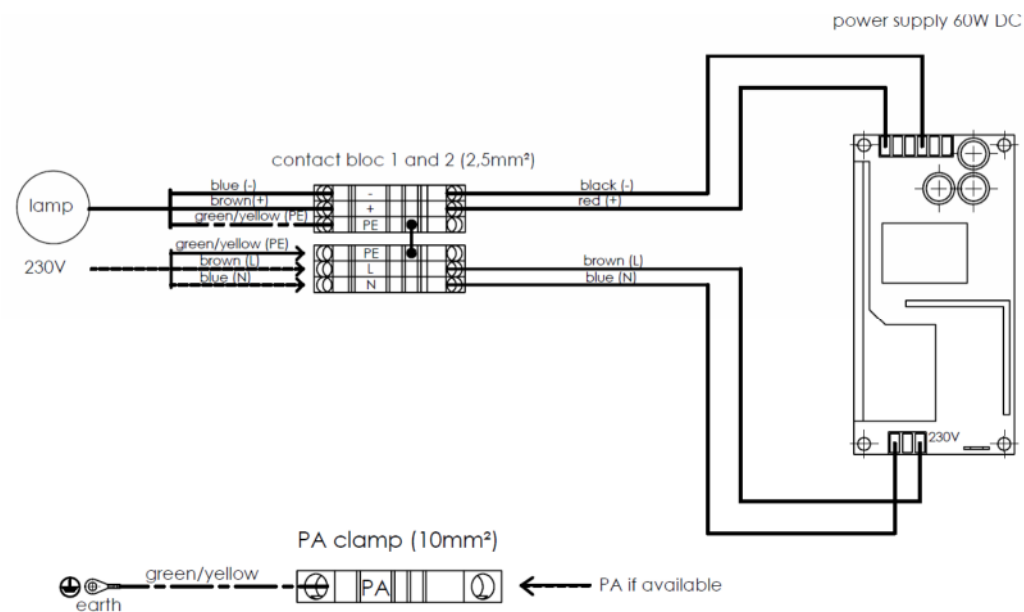 power supply 60W DC
contact bloc 1 and 2 (2,5mm²)
lamp
blue (-)
brown(+)
green/yellow (PE)
-
+
PE
black (-)
red (+)
230V
green/yellow (PE)
brown (L)
blue (N)
PE
L
N
brown (L)
blue (N)
230V
PA clamp (10mm²)
green/yellow
earth
PA
PA if available